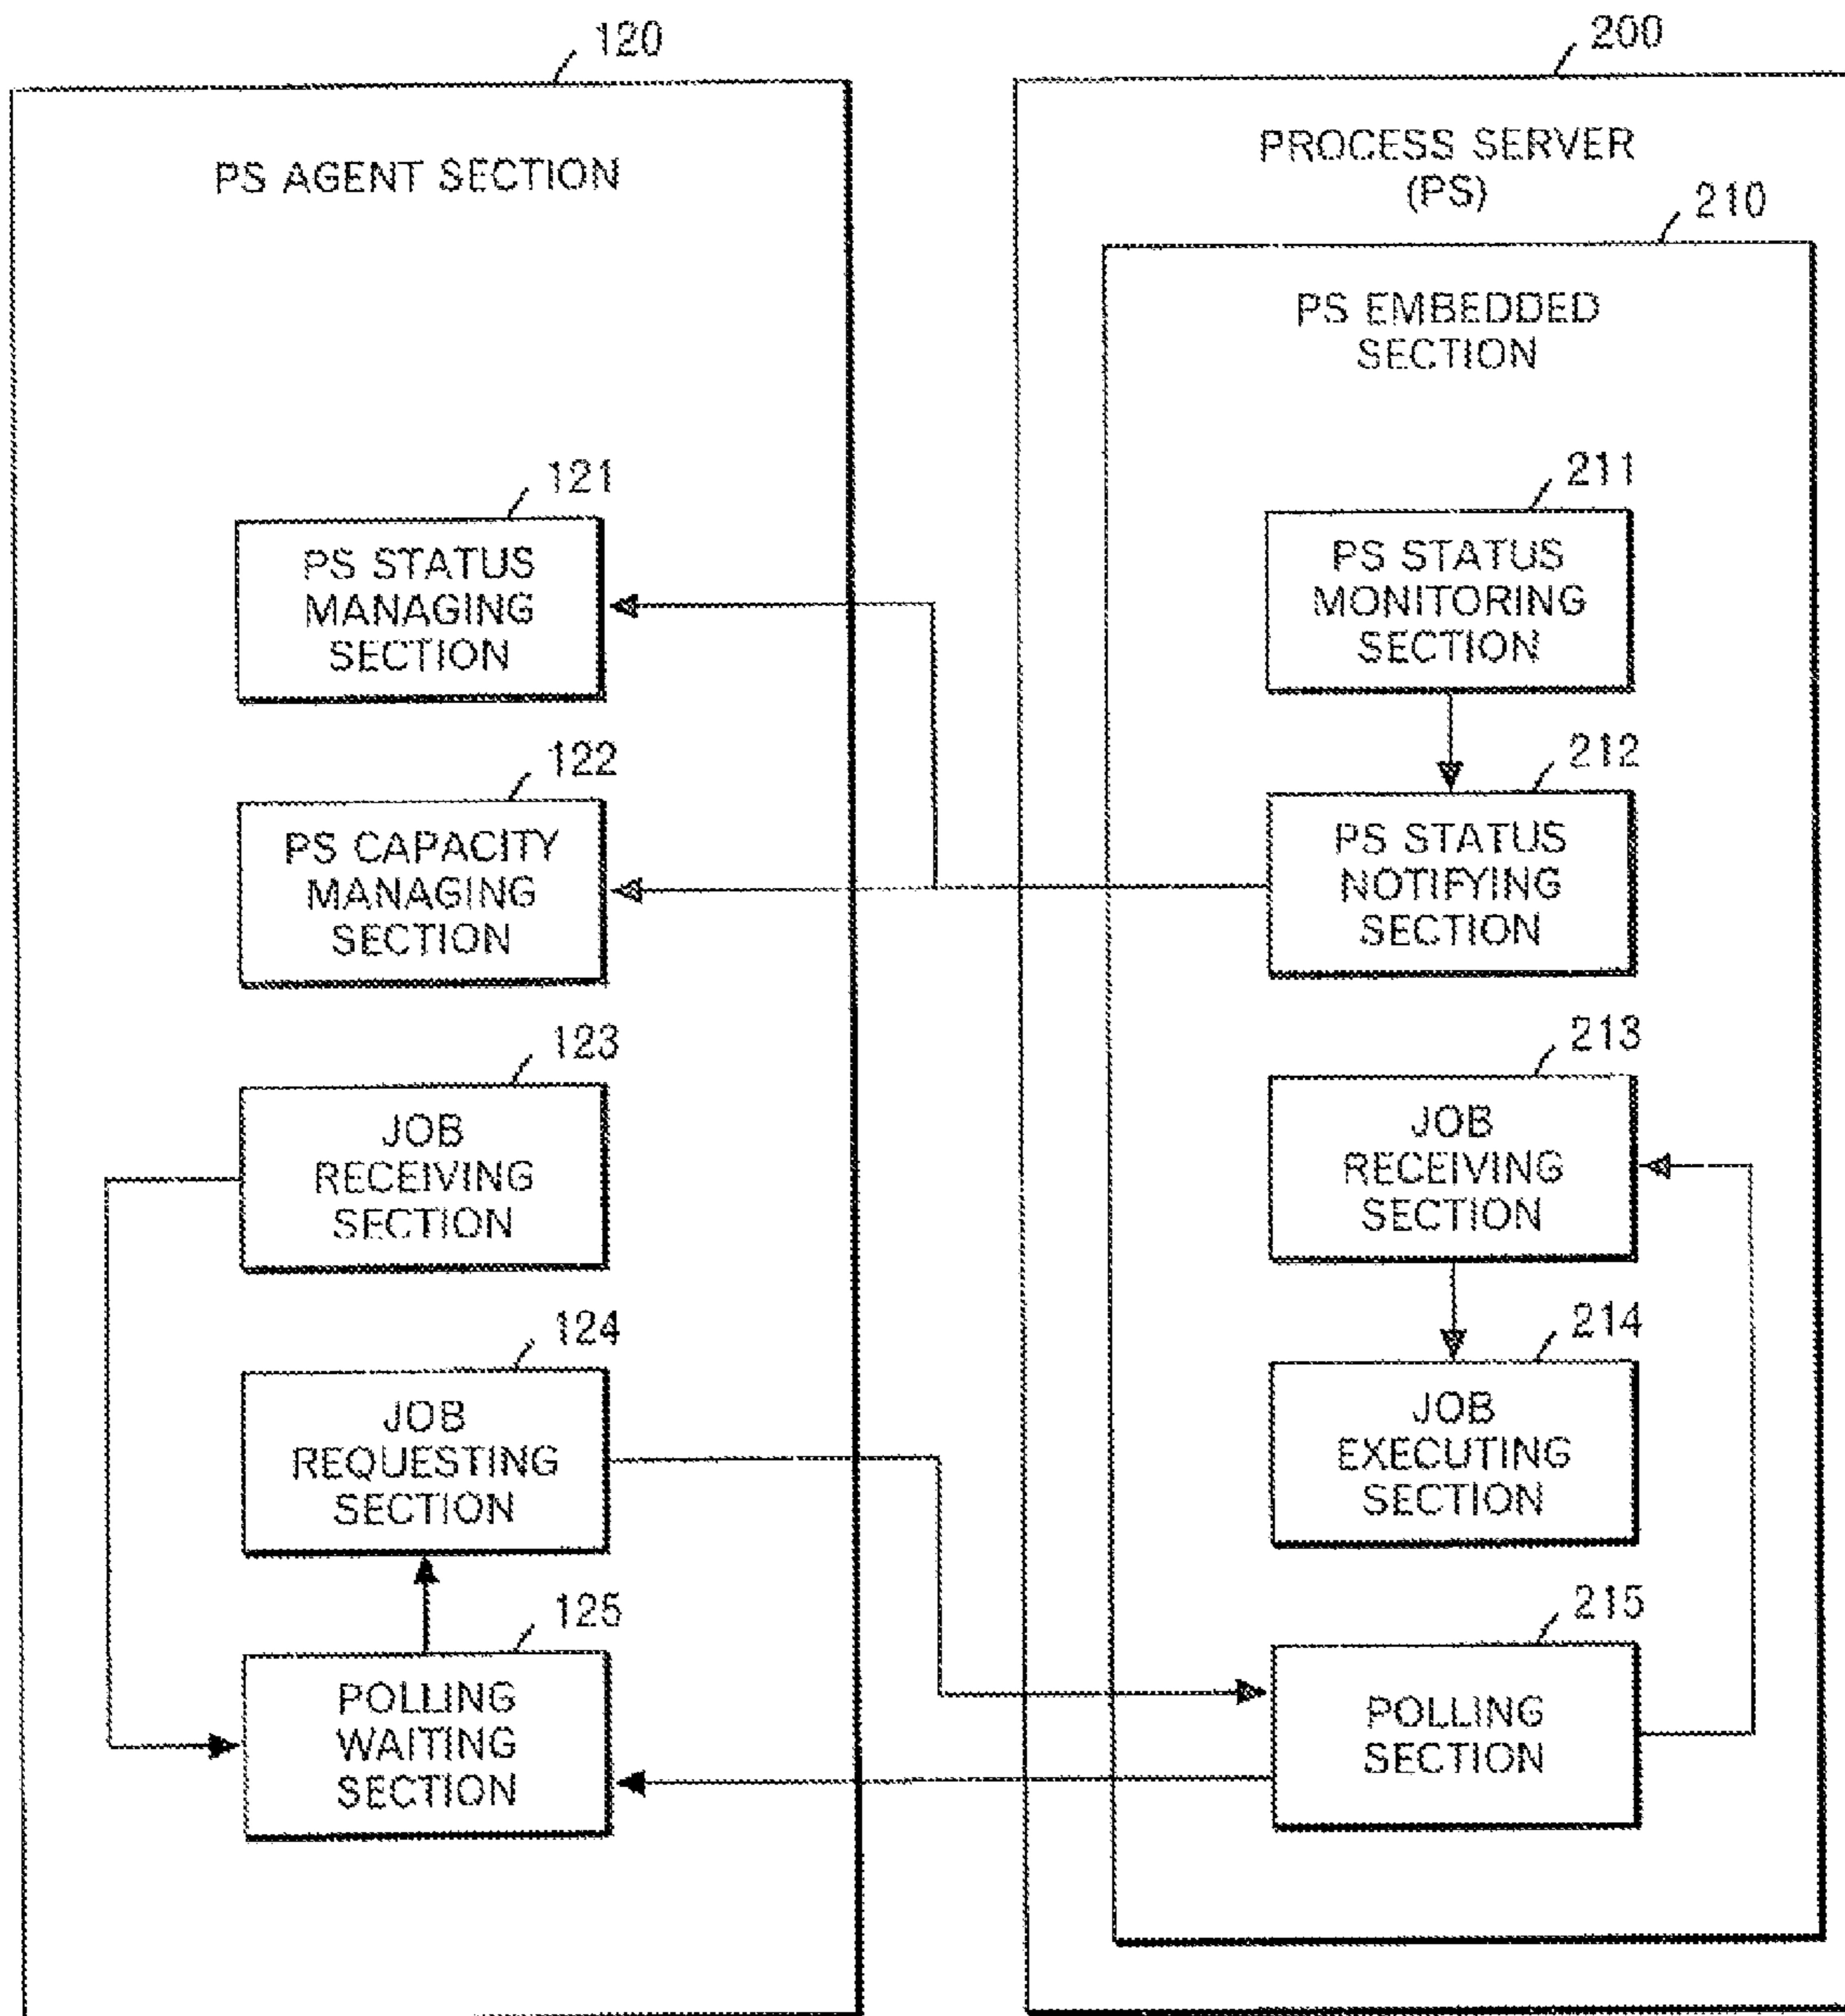 120
PS AGENT SECTION
121
PS STATUS
MANAGING
SECTION
122
PS CAPACITY
MANAGING
SECTION
123
JOB
RECEIVING
SECTION
124
JOB
REQUESTING
SECTION
125
POLLING
WAITING
SECTION
200
PROCESS SERVER
(PS)
210
PS EMBEDDED
SECTION
211
PS STATUS
MONITORING
SECTION
212
PS STATUS
NOTIFYING
SECTION
213
JOB
RECEIVING
SECTION
214
JOB
EXECUTING
SECTION
215
POLLING
SECTION